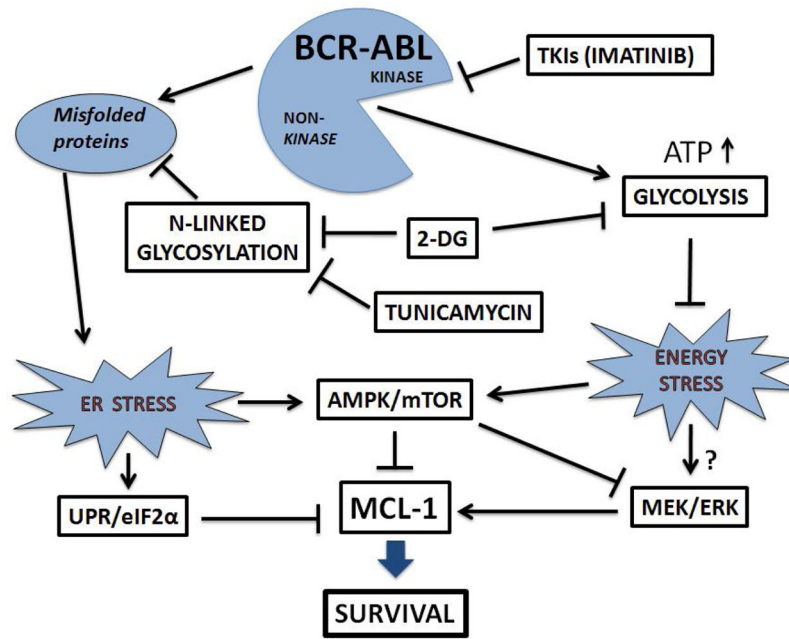 BCR-ABL
KINASE
NON-
KINASE
TKIs (IMATINIB)
Misfolded
proteins
ATP ↑
GLYCOLYSIS
N-LINKED
GLYCOSYLATION
2-DG
TUNICAMYCIN
ENERGY
STRESS
ER STRESS
AMPK/mTOR
?
UPR/eIF2α
MCL-1
MEK/ERK
SURVIVAL